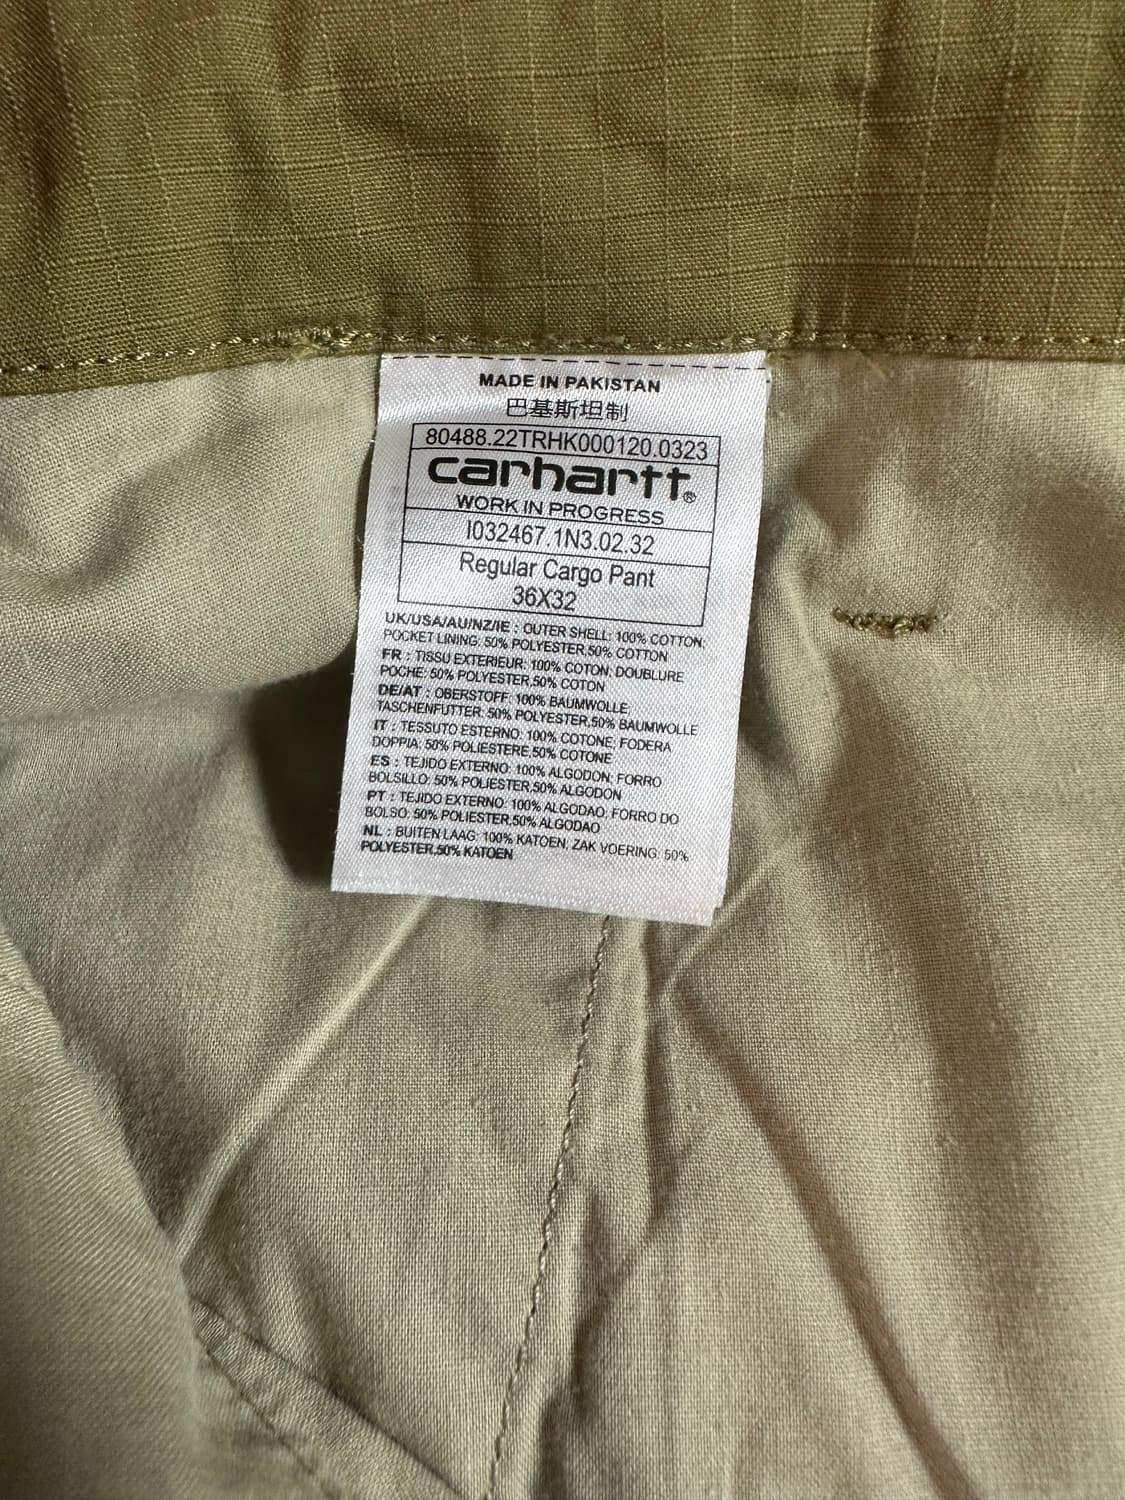 MADE IN PAKISTAN
巴基斯坦制
80488.22TRHK000120.0323
carhartt®
WORK IN PROGRESS
I032467.1N3.02.32
Regular Cargo Pant
36X32
UK/USA/AU/NZ/IE : OUTER SHELL: 100% COTTON;
POCKET LINING: 50% POLYESTER,50% COTTON
FR : TISSU EXTERIEUR: 100% COTON; DOUBLURE
POCHE: 50% POLYESTER,50% COTON
DE/AT : OBERSTOFF: 100% BAUMWOLLE;
TASCHENFUTTER: 50% POLYESTER,50% BAUMWOLLE
IT : TESSUTO ESTERNO: 100% COTONE; FODERA
DOPPIA: 50% POLIESTERE,50% COTONE
ES : TEJIDO EXTERNO: 100% ALGODON; FORRO
BOLSILLO: 50% POLIESTER,50% ALGODON
PT : TEJIDO EXTERNO: 100% ALGODAO; FORRO DO
BOLSO: 50% POLIESTER,50% ALGODAO
NL : BUITEN LAAG: 100% KATOEN; ZAK VOERING: 50%
POLYESTER,50% KATOEN